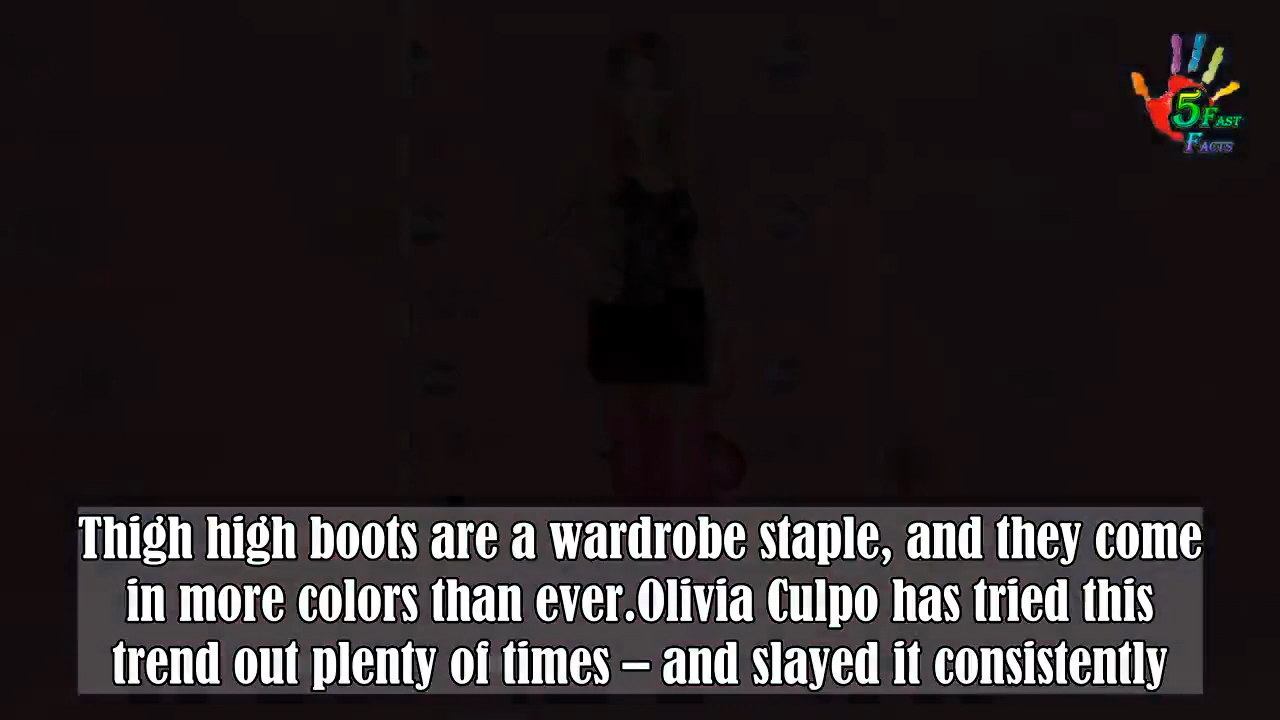 5 Fast
Facts
Thigh high boots are a wardrobe staple, and they come
in more colors than ever.Olivia Culpo has tried this
trend out plenty of times – and slayed it consistently